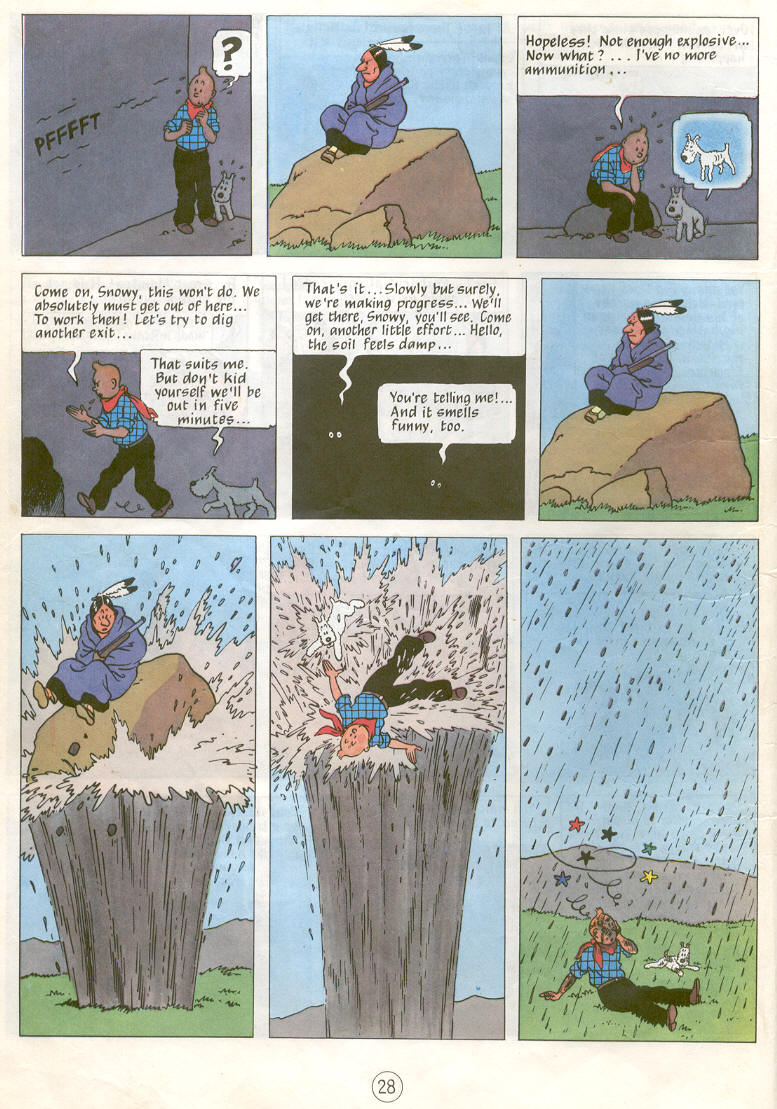 ?
PFFFFT
Hopeless! Not enough explosive...
Now what? ... I've no more
ammunition...
Come on, Snowy, this won't do. We
absolutely must get out of here...
To work then! Let's try to dig
another exit...
That suits me.
But don't kid
yourself we'll be
out in five
minutes...
That's it... Slowly but surely,
we're making progress... We'll
get there, Snowy, you'll see. Come
on, another little effort... Hello,
the soil feels damp...
You're telling me!...
And it smells
funny, too.
28